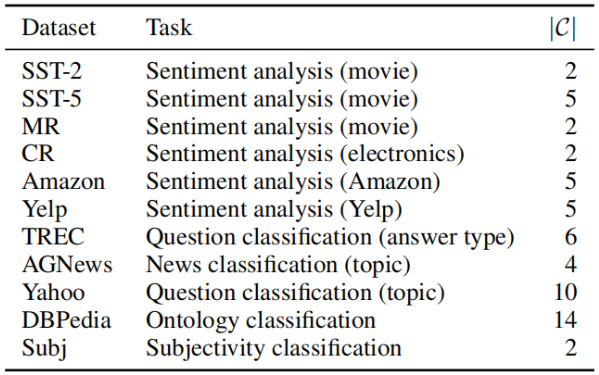 Dataset Task |C|
SST-2 Sentiment analysis (movie) 2
SST-5 Sentiment analysis (movie) 5
MR Sentiment analysis (movie) 2
CR Sentiment analysis (electronics) 2
Amazon Sentiment analysis (Amazon) 5
Yelp Sentiment analysis (Yelp) 5
TREC Question classification (answer type) 6
AGNews News classification (topic) 4
Yahoo Question classification (topic) 10
DBPedia Ontology classification 14
Subj Subjectivity classification 2